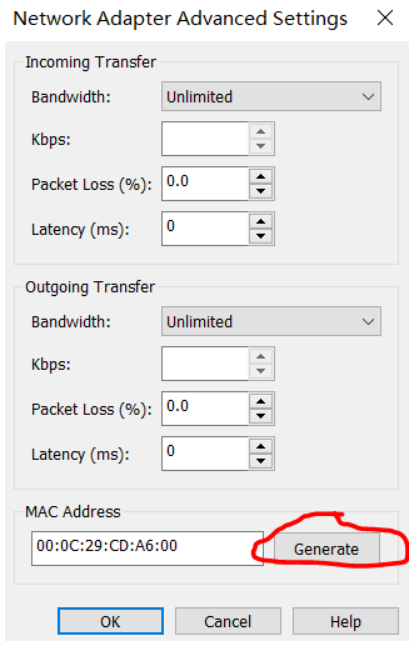 Network Adapter Advanced Settings
Incoming Transfer
Bandwidth: Unlimited
Kbps:
Packet Loss (%): 0.0
Latency (ms): 0
Outgoing Transfer
Bandwidth: Unlimited
Kbps:
Packet Loss (%): 0.0
Latency (ms): 0
MAC Address
00:0C:29:CD:A6:00 Generate
OK Cancel Help